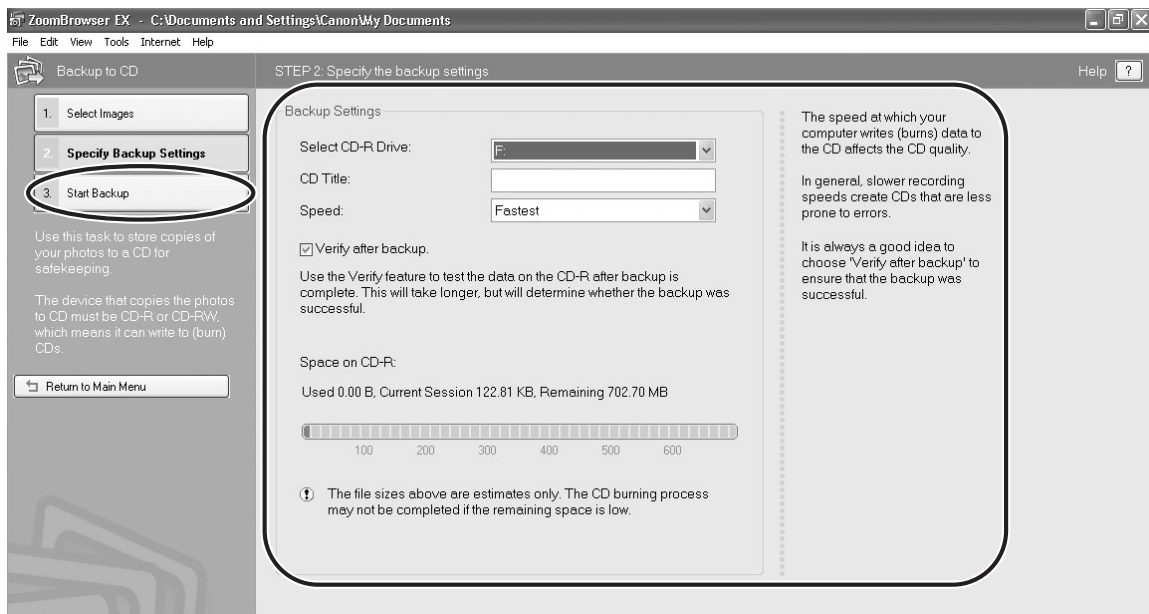 ZoomBrowser EX - C:\Documents and Settings\Canon\My Documents
File Edit View Tools Internet Help
Backup to CD
STEP 2: Specify the backup settings
Help ?
1. Select Images
2. Specify Backup Settings
3. Start Backup
Use this task to store copies of
your photos to a CD for
safekeeping.
The device that copies the photos
to CD must be CD-R or CD-RW,
which means it can write to (burn)
CDs.
Return to Main Menu
Backup Settings
Select CD-R Drive: F:
CD Title:
Speed: Fastest
Verify after backup.
Use the Verify feature to test the data on the CD-R after backup is
complete. This will take longer, but will determine whether the backup was
successful.
Space on CD-R:
Used 0.00 B, Current Session 122.81 KB, Remaining 702.70 MB
100 200 300 400 500 600
The file sizes above are estimates only. The CD burning process
may not be completed if the remaining space is low.
The speed at which your
computer writes (burns) data to
the CD affects the CD quality.
In general, slower recording
speeds create CDs that are less
prone to errors.
It is always a good idea to
choose 'Verify after backup' to
ensure that the backup was
successful.